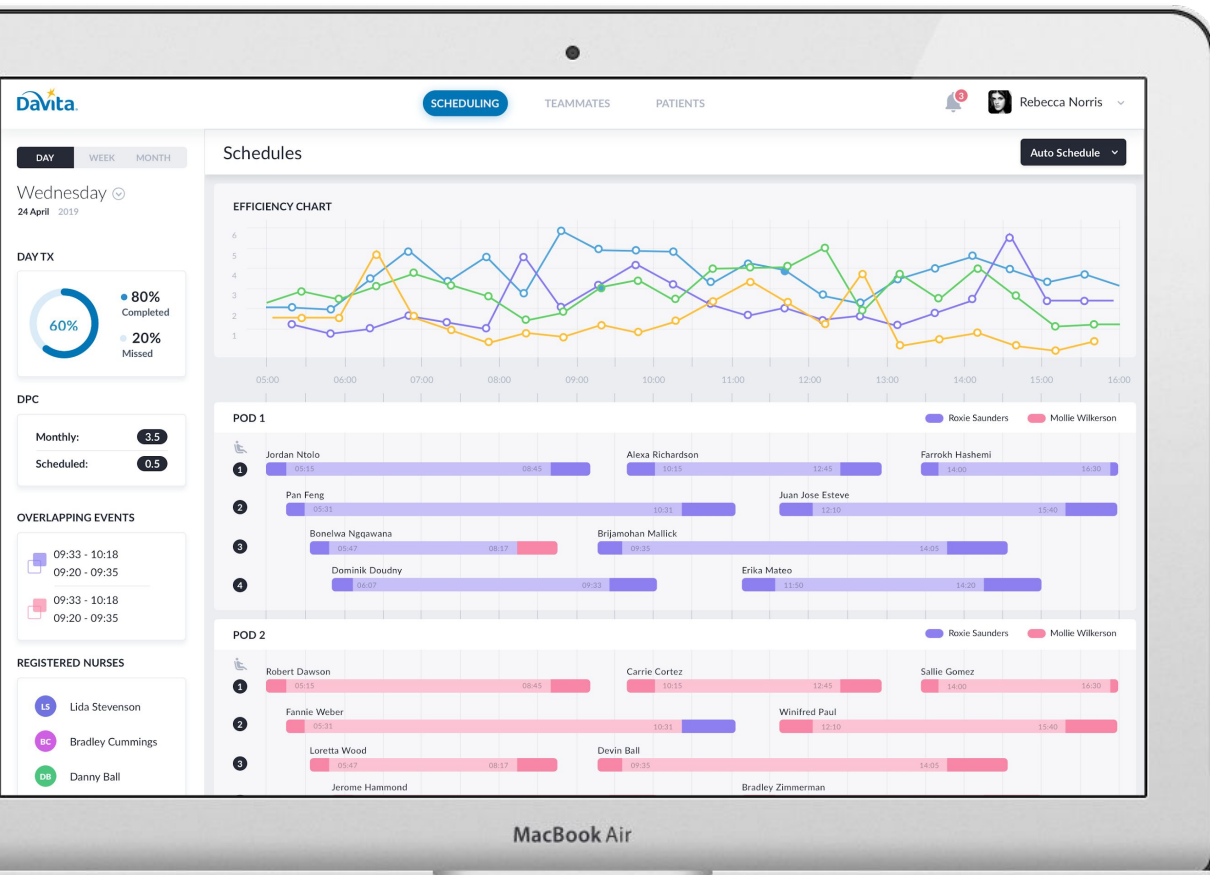 DaVita.
SCHEDULING
TEAMMATES
PATIENTS
3
Rebecca Norris
DAY
WEEK
MONTH
Wednesday
24 April 2019
DAY TX
60%
80%
Completed
20%
Missed
DPC
Monthly: 3.5
Scheduled: 0.5
OVERLAPPING EVENTS
09:33 - 10:18
09:20 - 09:35
09:33 - 10:18
09:20 - 09:35
REGISTERED NURSES
LS Lida Stevenson
BC Bradley Cummings
DB Danny Ball
Schedules
Auto Schedule
EFFICIENCY CHART
6
5
4
3
2
1
05:00 06:00 07:00 08:00 09:00 10:00 11:00 12:00 13:00 14:00 15:00 16:00
POD 1
Roxie Saunders
Mollie Wilkerson
Jordan Ntolo Alexa Richardson Farrokh Hashemi
1 05:15 08:45 10:15 12:45 14:00 16:30
Pan Feng Juan Jose Esteve
2 05:31 10:31 12:10 15:40
Bonelwa Ngqawana Brijamohan Mallick
3 05:47 08:17 09:35 14:05
Dominik Doudny Erika Mateo
4 06:07 09:33 11:50 14:20
POD 2
Roxie Saunders
Mollie Wilkerson
Robert Dawson Carrie Cortez Sallie Gomez
1 05:15 08:45 10:15 12:45 14:00 16:30
Fannie Weber Winifred Paul
2 05:31 10:31 12:10 15:40
Loretta Wood Devin Ball
3 05:47 08:17 09:35 14:05
Jerome Hammond Bradley Zimmerman
MacBook Air